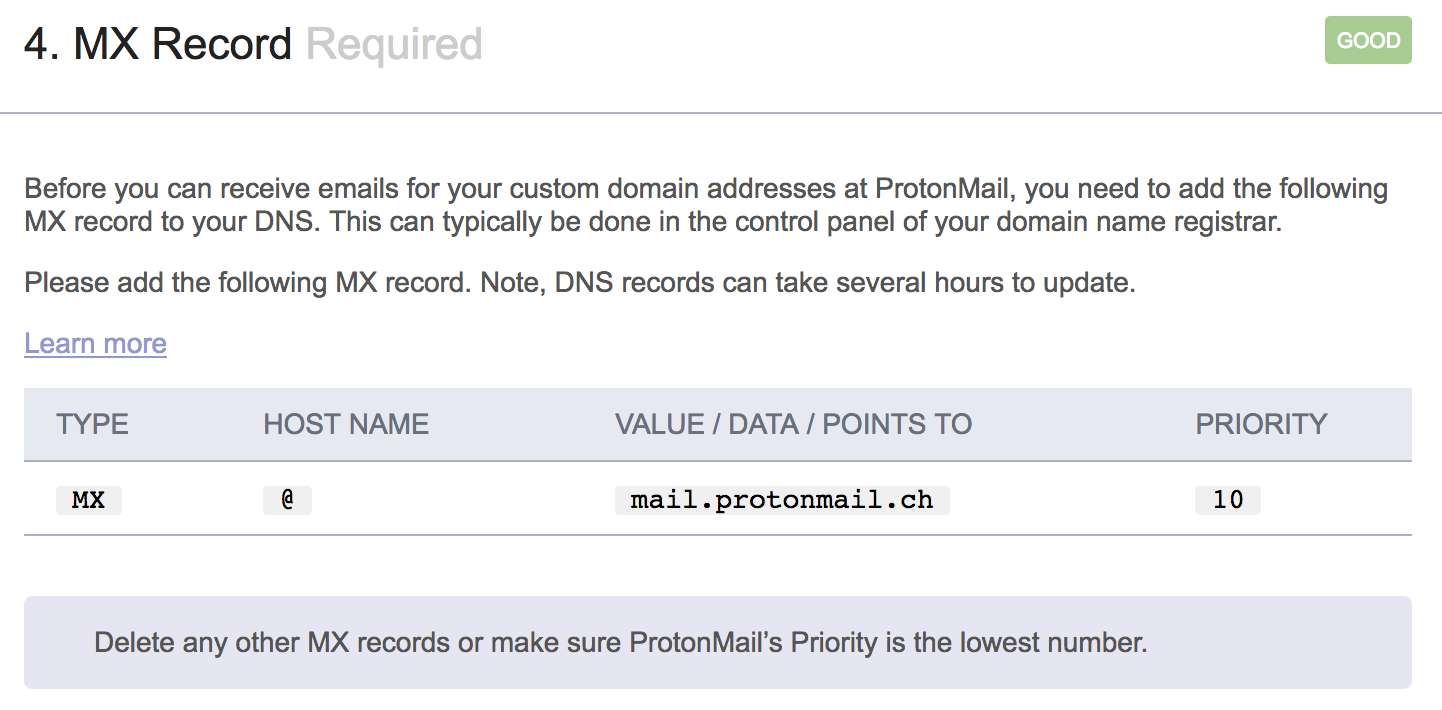 4. MX Record Required
GOOD
Before you can receive emails for your custom domain addresses at ProtonMail, you need to add the following
MX record to your DNS. This can typically be done in the control panel of your domain name registrar.
Please add the following MX record. Note, DNS records can take several hours to update.
Learn more
TYPE HOST NAME VALUE / DATA / POINTS TO PRIORITY
MX @ mail.protonmail.ch 10
Delete any other MX records or make sure ProtonMail’s Priority is the lowest number.